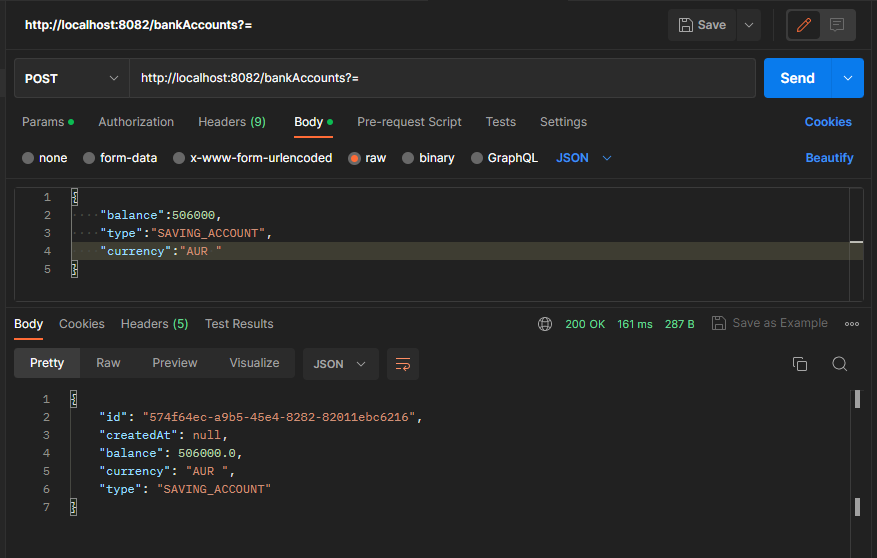 http://localhost:8082/bankAccounts?=
Save
POST http://localhost:8082/bankAccounts?= Send
Params Authorization Headers (9) Body Pre-request Script Tests Settings Cookies
none form-data x-www-form-urlencoded raw binary GraphQL JSON Beautify
1 {
2 "balance":506000,
3 "type":"SAVING_ACCOUNT",
4 "currency":"AUR "
5 }
Body Cookies Headers (5) Test Results 200 OK 161 ms 287 B Save as Example
Pretty Raw Preview Visualize JSON
1 {
2 "id": "574f64ec-a9b5-45e4-8282-82011ebc6216",
3 "createdAt": null,
4 "balance": 506000.0,
5 "currency": "AUR ",
6 "type": "SAVING_ACCOUNT"
7 }